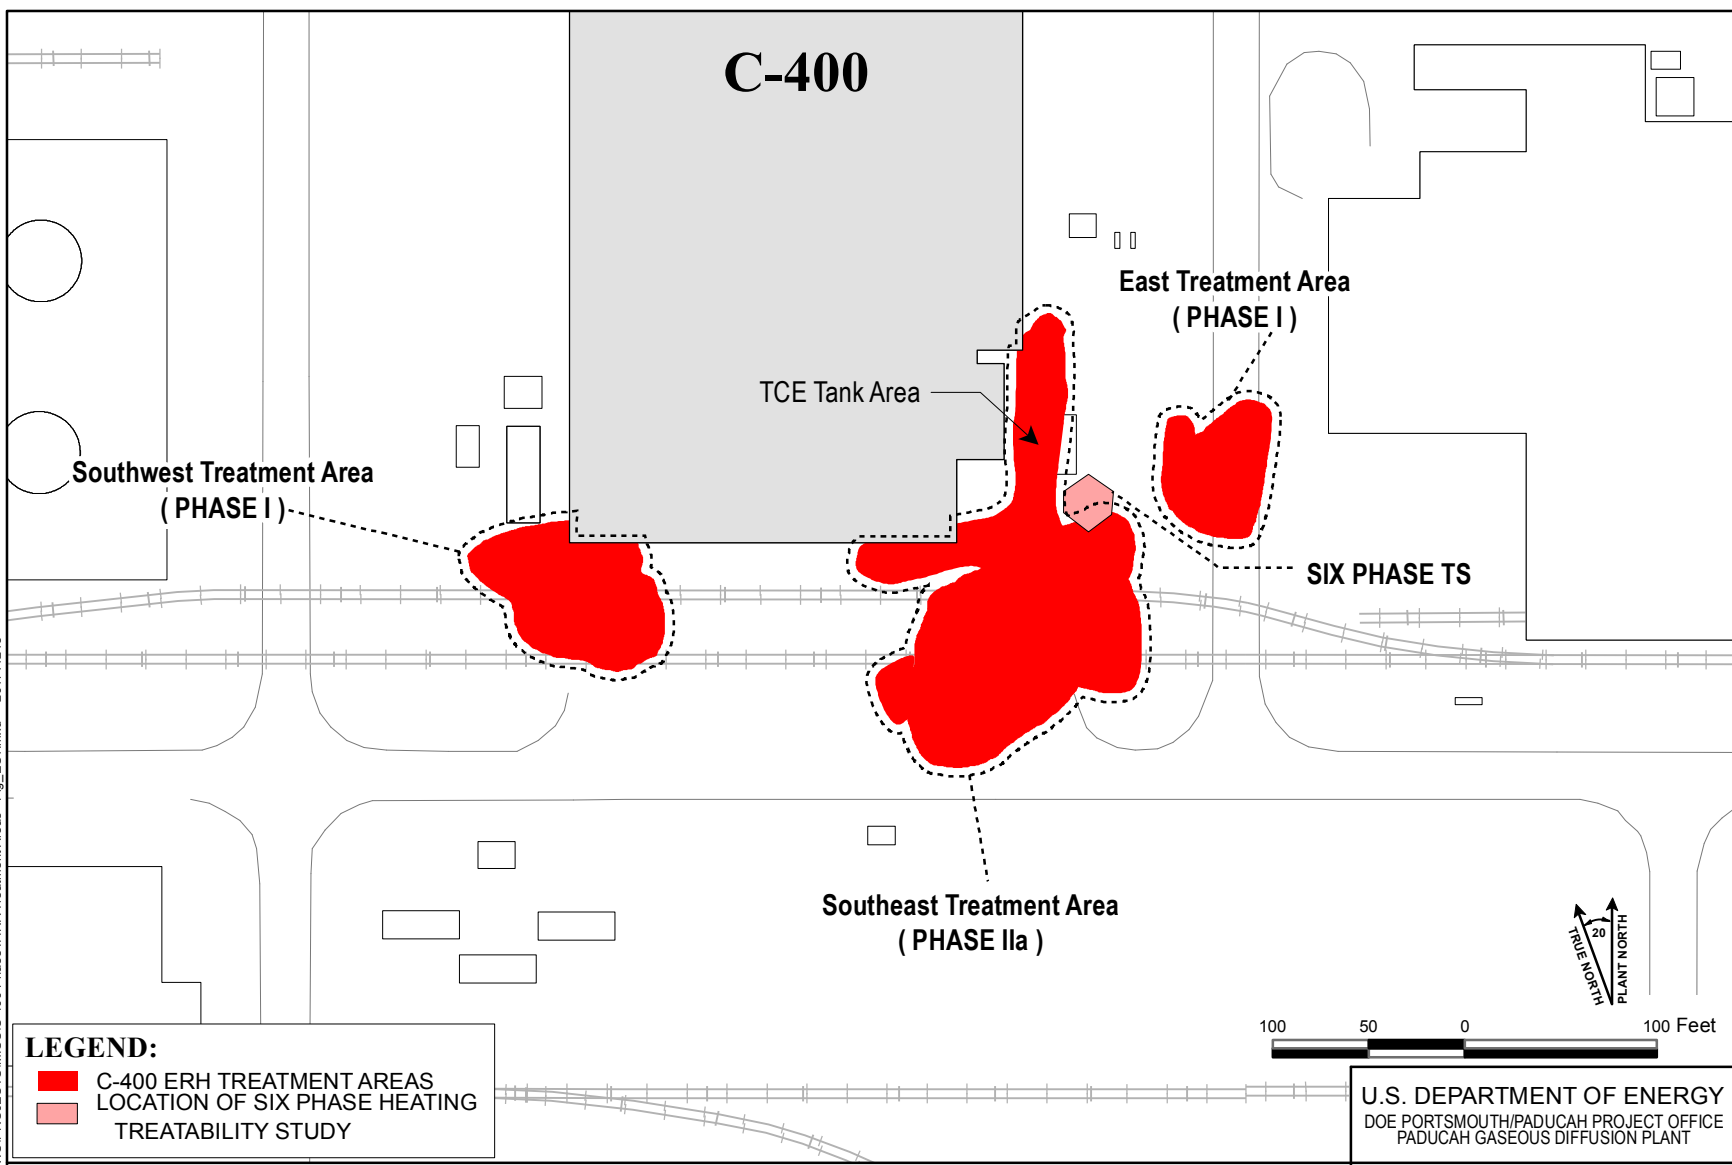 C-400
East Treatment Area
( PHASE I )
TCE Tank Area
Southwest Treatment Area
( PHASE I )
SIX PHASE TS
Southeast Treatment Area
( PHASE IIa )
20
TRUE NORTH
PLANT NORTH
100 50 0 100 Feet
LEGEND:
C-400 ERH TREATMENT AREAS
LOCATION OF SIX PHASE HEATING
TREATABILITY STUDY
U.S. DEPARTMENT OF ENERGY
DOE PORTSMOUTH/PADUCAH PROJECT OFFICE
PADUCAH GASEOUS DIFFUSION PLANT